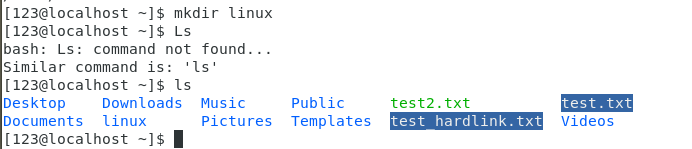 [123@localhost ~]$ mkdir linux
[123@localhost ~]$ Ls
bash: Ls: command not found...
Similar command is: 'ls'
[123@localhost ~]$ ls
Desktop    Downloads  Music     Public     test2.txt          test.txt
Documents  linux      Pictures  Templates  test_hardlink.txt  Videos
[123@localhost ~]$